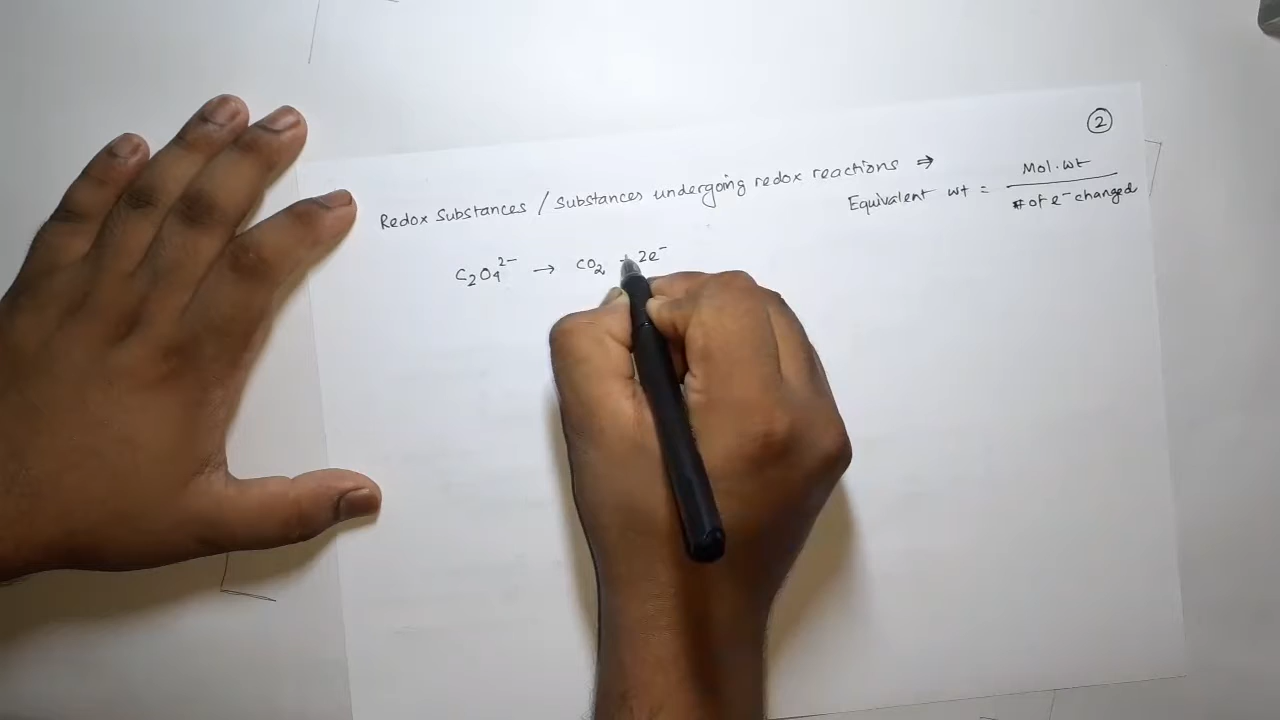 ②
Redox Substances / Substances undergoing redox reactions ⇒
Equivalent wt = Mol. wt / # of e⁻ changed
C₂O₄²⁻ → CO₂ + 2e⁻